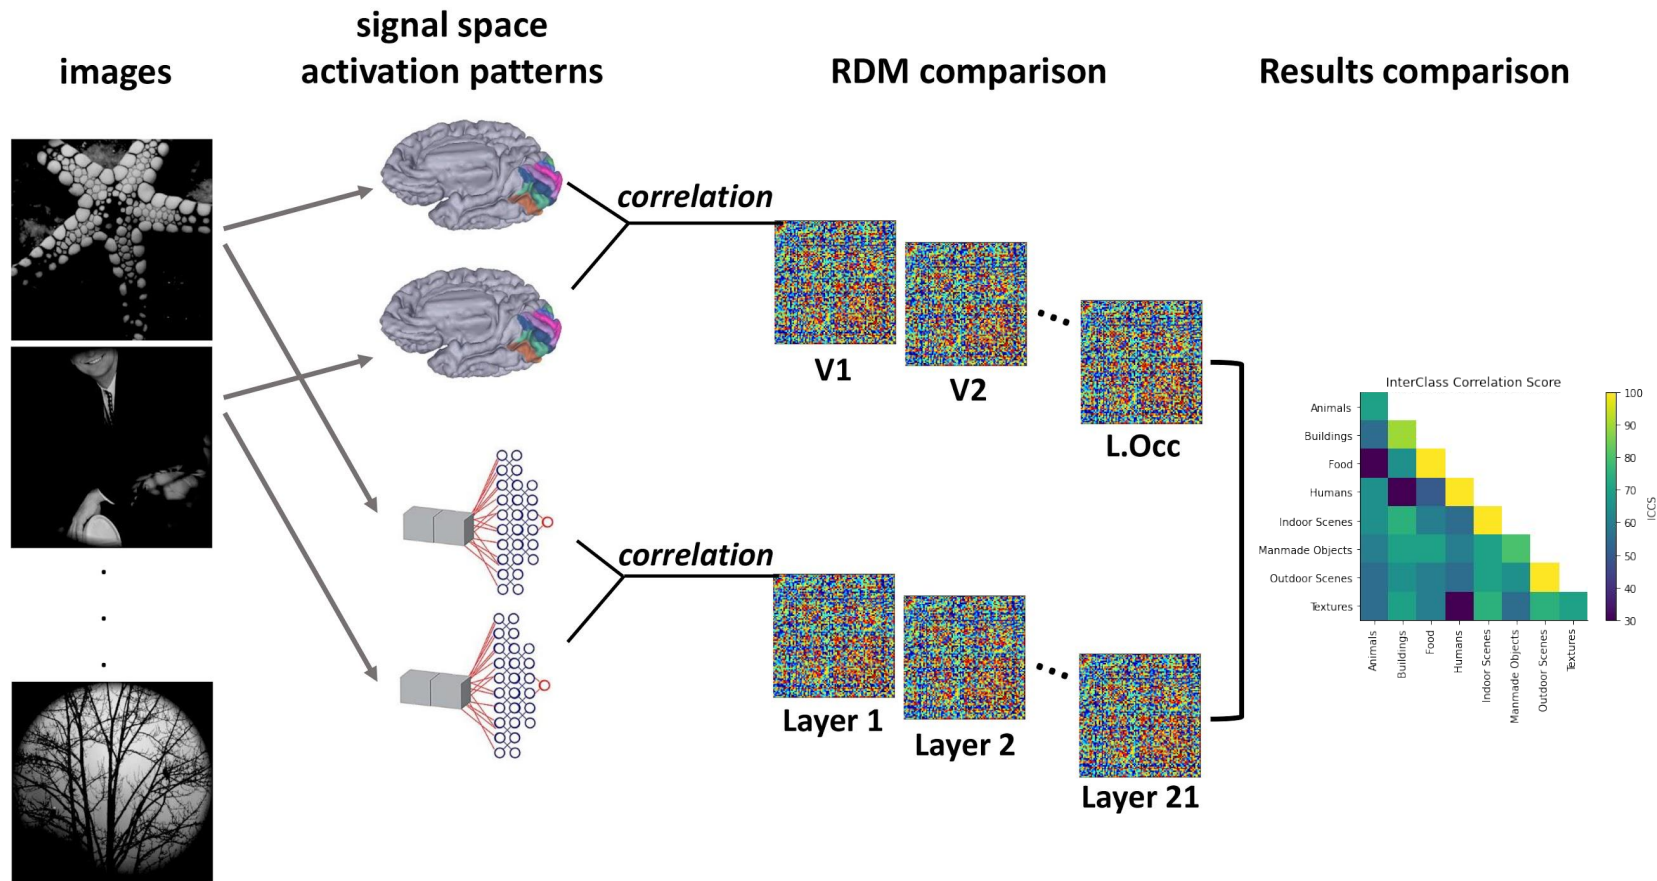 signal space
images
activation patterns
RDM comparison
Results comparison
correlation
V1
V2
L.Occ
correlation
Layer 1
Layer 2
Layer 21
InterClass Correlation Score
Animals
Buildings
Food
Humans
Indoor Scenes
Manmade Objects
Outdoor Scenes
Textures
Animals
Buildings
Food
Humans
Indoor Scenes
Manmade Objects
Outdoor Scenes
Textures
100
90
80
70
60
50
40
30
ICCS